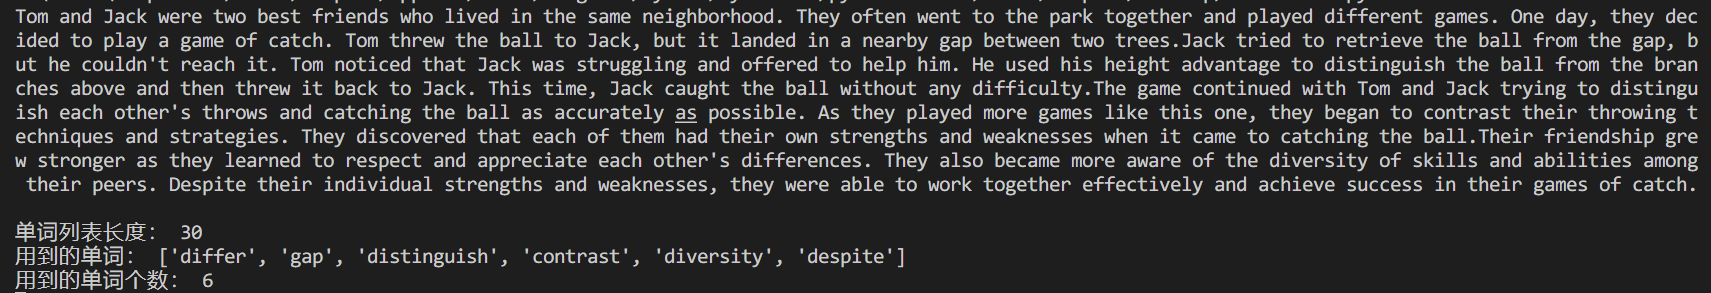 Tom and Jack were two best friends who lived in the same neighborhood. They often went to the park together and played different games. One day, they dec
ided to play a game of catch. Tom threw the ball to Jack, but it landed in a nearby gap between two trees.Jack tried to retrieve the ball from the gap, b
ut he couldn't reach it. Tom noticed that Jack was struggling and offered to help him. He used his height advantage to distinguish the ball from the bran
ches above and then threw it back to Jack. This time, Jack caught the ball without any difficulty.The game continued with Tom and Jack trying to distingu
ish each other's throws and catching the ball as accurately as possible. As they played more games like this one, they began to contrast their throwing t
echniques and strategies. They discovered that each of them had their own strengths and weaknesses when it came to catching the ball.Their friendship gre
w stronger as they learned to respect and appreciate each other's differences. They also became more aware of the diversity of skills and abilities among
 their peers. Despite their individual strengths and weaknesses, they were able to work together effectively and achieve success in their games of catch.
单词列表长度: 30
用到的单词: ['differ', 'gap', 'distinguish', 'contrast', 'diversity', 'despite']
用到的单词个数: 6